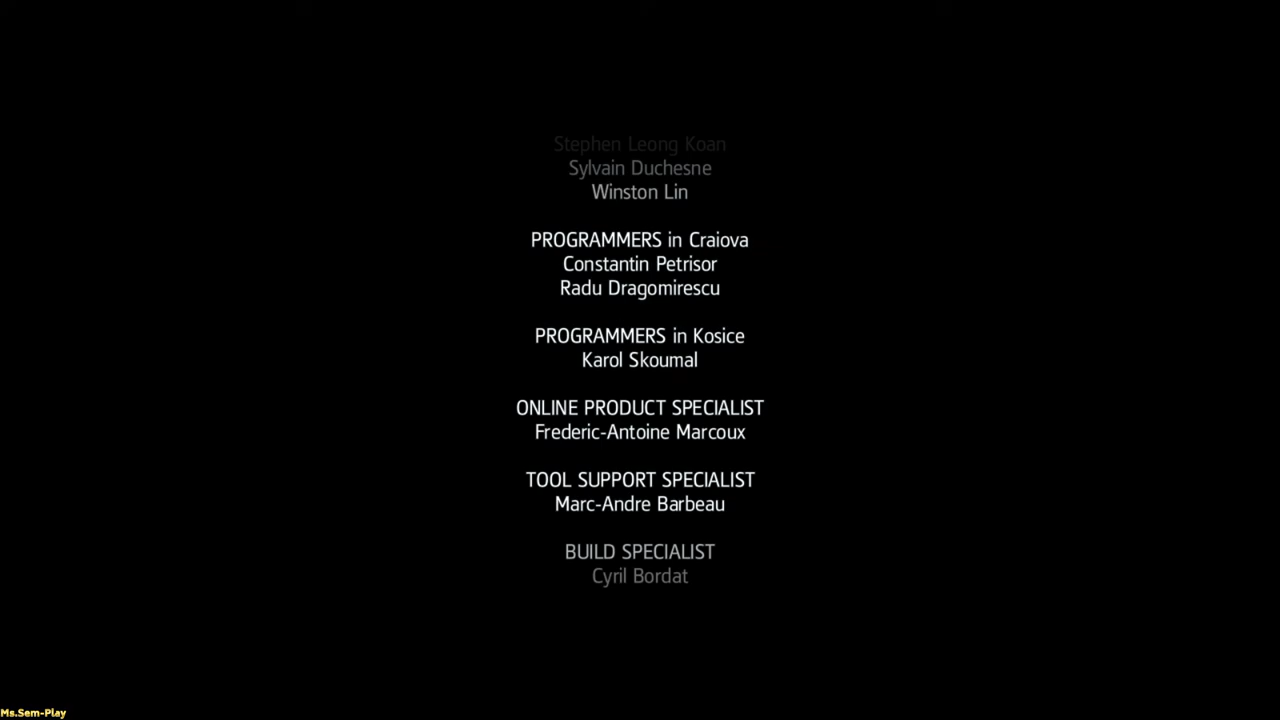 Stephen Leong Koan
Sylvain Duchesne
Winston Lin
PROGRAMMERS in Craiova
Constantin Petrisor
Radu Dragomirescu
PROGRAMMERS in Kosice
Karol Skoumal
ONLINE PRODUCT SPECIALIST
Frederic-Antoine Marcoux
TOOL SUPPORT SPECIALIST
Marc-Andre Barbeau
BUILD SPECIALIST
Cyril Bordat
Ms.Sem-Play